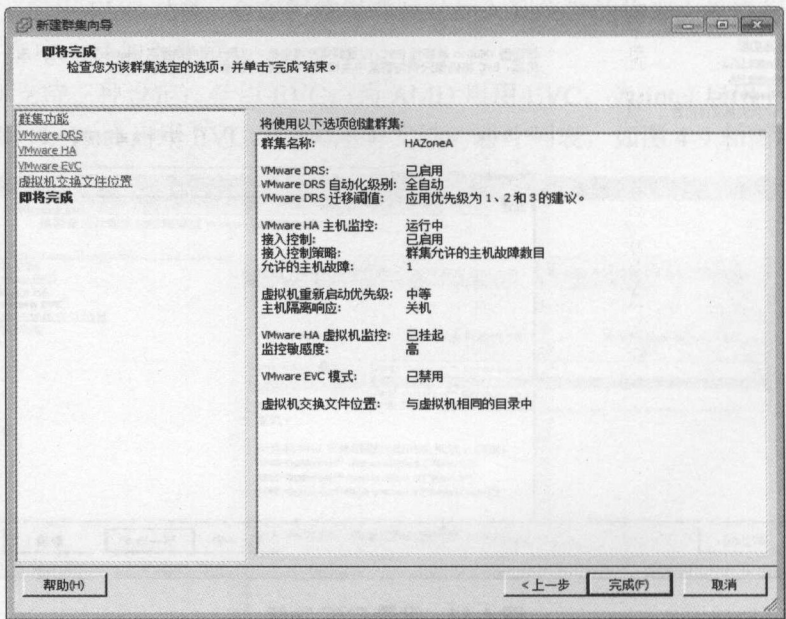 新建群集向导
即将完成
检查您为该群集选定的选项，并单击"完成"结束。
群集功能
VMware DRS
VMware HA
VMware EVC
虚拟机交换文件位置
即将完成
将使用以下选项创建群集:
群集名称: HAZoneA
VMware DRS: 已启用
VMware DRS 自动化级别: 全自动
VMware DRS 迁移阈值: 应用优先级为 1、2 和 3 的建议。
VMware HA 主机监控: 运行中
接入控制: 已启用
接入控制策略: 群集允许的主机故障数目
允许的主机故障: 1
虚拟机重新启动优先级: 中等
主机隔离响应: 关机
VMware HA 虚拟机监控: 已挂起
监控敏感度: 高
VMware EVC 模式: 已禁用
虚拟机交换文件位置: 与虚拟机相同的目录中
帮助(H)
<上一步
完成(F)
取消